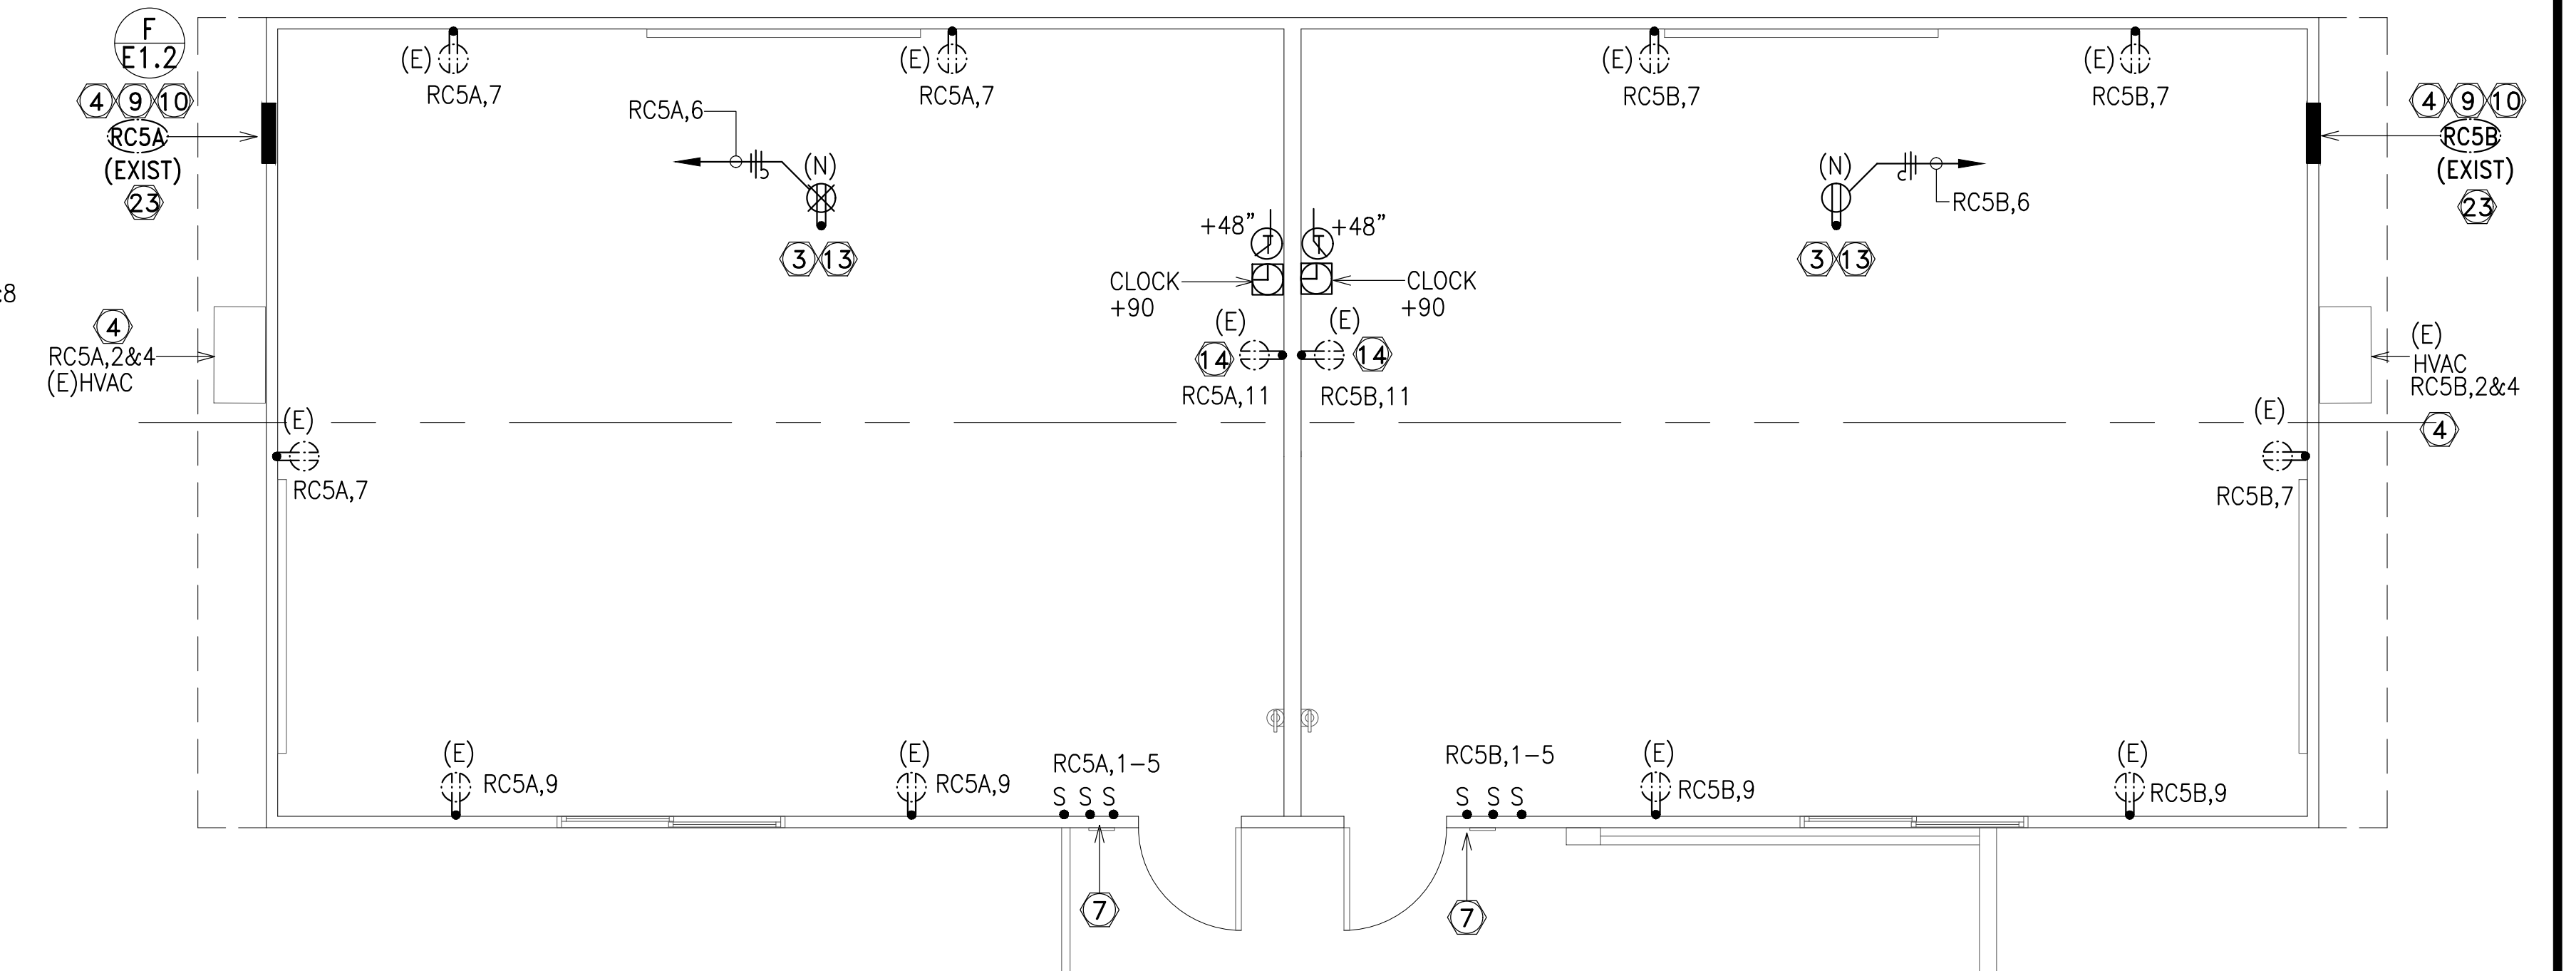 F
E1.2
4 9 10
RC5A
(EXIST)
23
(E)
RC5A,7
(E)
RC5A,7
(E)
RC5B,7
(E)
RC5B,7
4 9 10
RC5B
(EXIST)
23
RC5A,6
(N)
3 13
(N)
RC5B,6
3 13
+48"
T
T
+48"
CLOCK
+90
CLOCK
+90
:8
4
RC5A,2&4
(E)HVAC
(E)
14
RC5A,11
(E)
14
RC5B,11
(E)
HVAC
RC5B,2&4
4
(E)
RC5A,7
(E)
RC5B,7
(E)
RC5A,9
(E)
RC5A,9
RC5A,1-5
S S S
RC5B,1-5
S S S
(E)
RC5B,9
(E)
RC5B,9
7
7